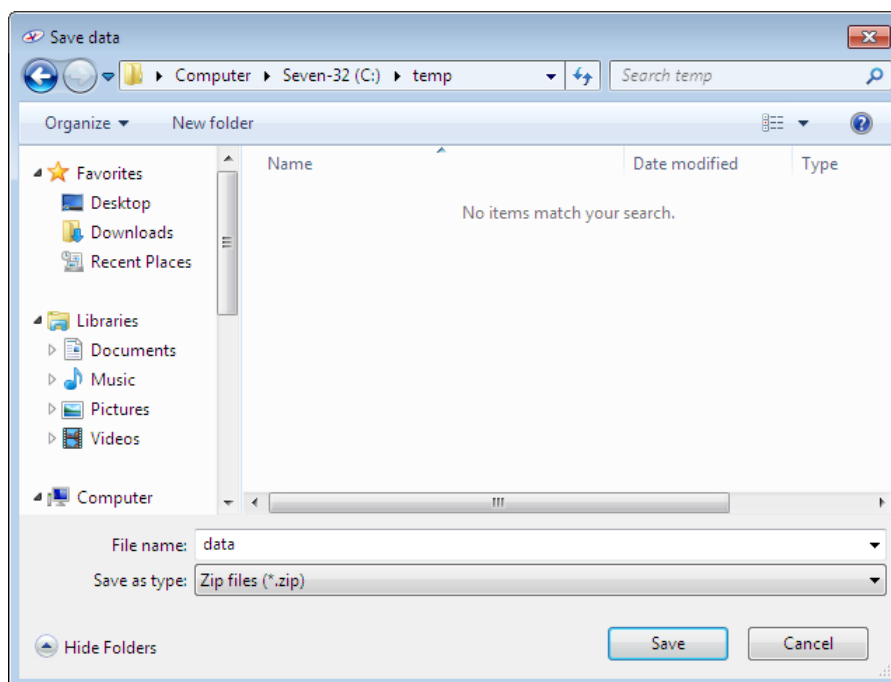 Save data
Computer Seven-32 (C:) temp Search temp
Organize New folder
Name Date modified Type
No items match your search.
Favorites
Desktop
Downloads
Recent Places
Libraries
Documents
Music
Pictures
Videos
Computer
File name: data
Save as type: Zip files (*.zip)
Hide Folders Save Cancel